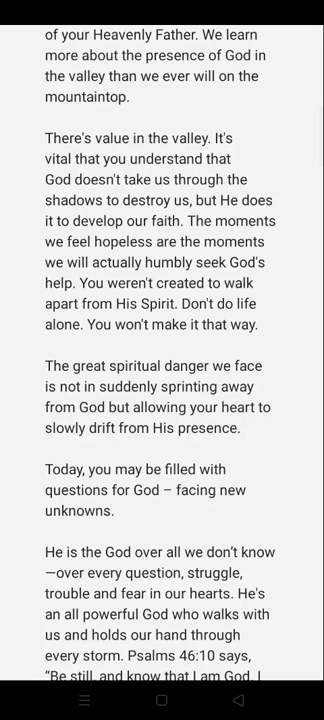 of your Heavenly Father. We learn
more about the presence of God in
the valley than we ever will on the
mountaintop.
There's value in the valley. It's
vital that you understand that
God doesn't take us through the
shadows to destroy us, but He does
it to develop our faith. The moments
we feel hopeless are the moments
we will actually humbly seek God's
help. You weren't created to walk
apart from His Spirit. Don't do life
alone. You won't make it that way.
The great spiritual danger we face
is not in suddenly sprinting away
from God but allowing your heart to
slowly drift from His presence.
Today, you may be filled with
questions for God – facing new
unknowns.
He is the God over all we don't know
—over every question, struggle,
trouble and fear in our hearts. He's
an all powerful God who walks with
us and holds our hand through
every storm. Psalms 46:10 says,
“Be still, and know that I am God. I